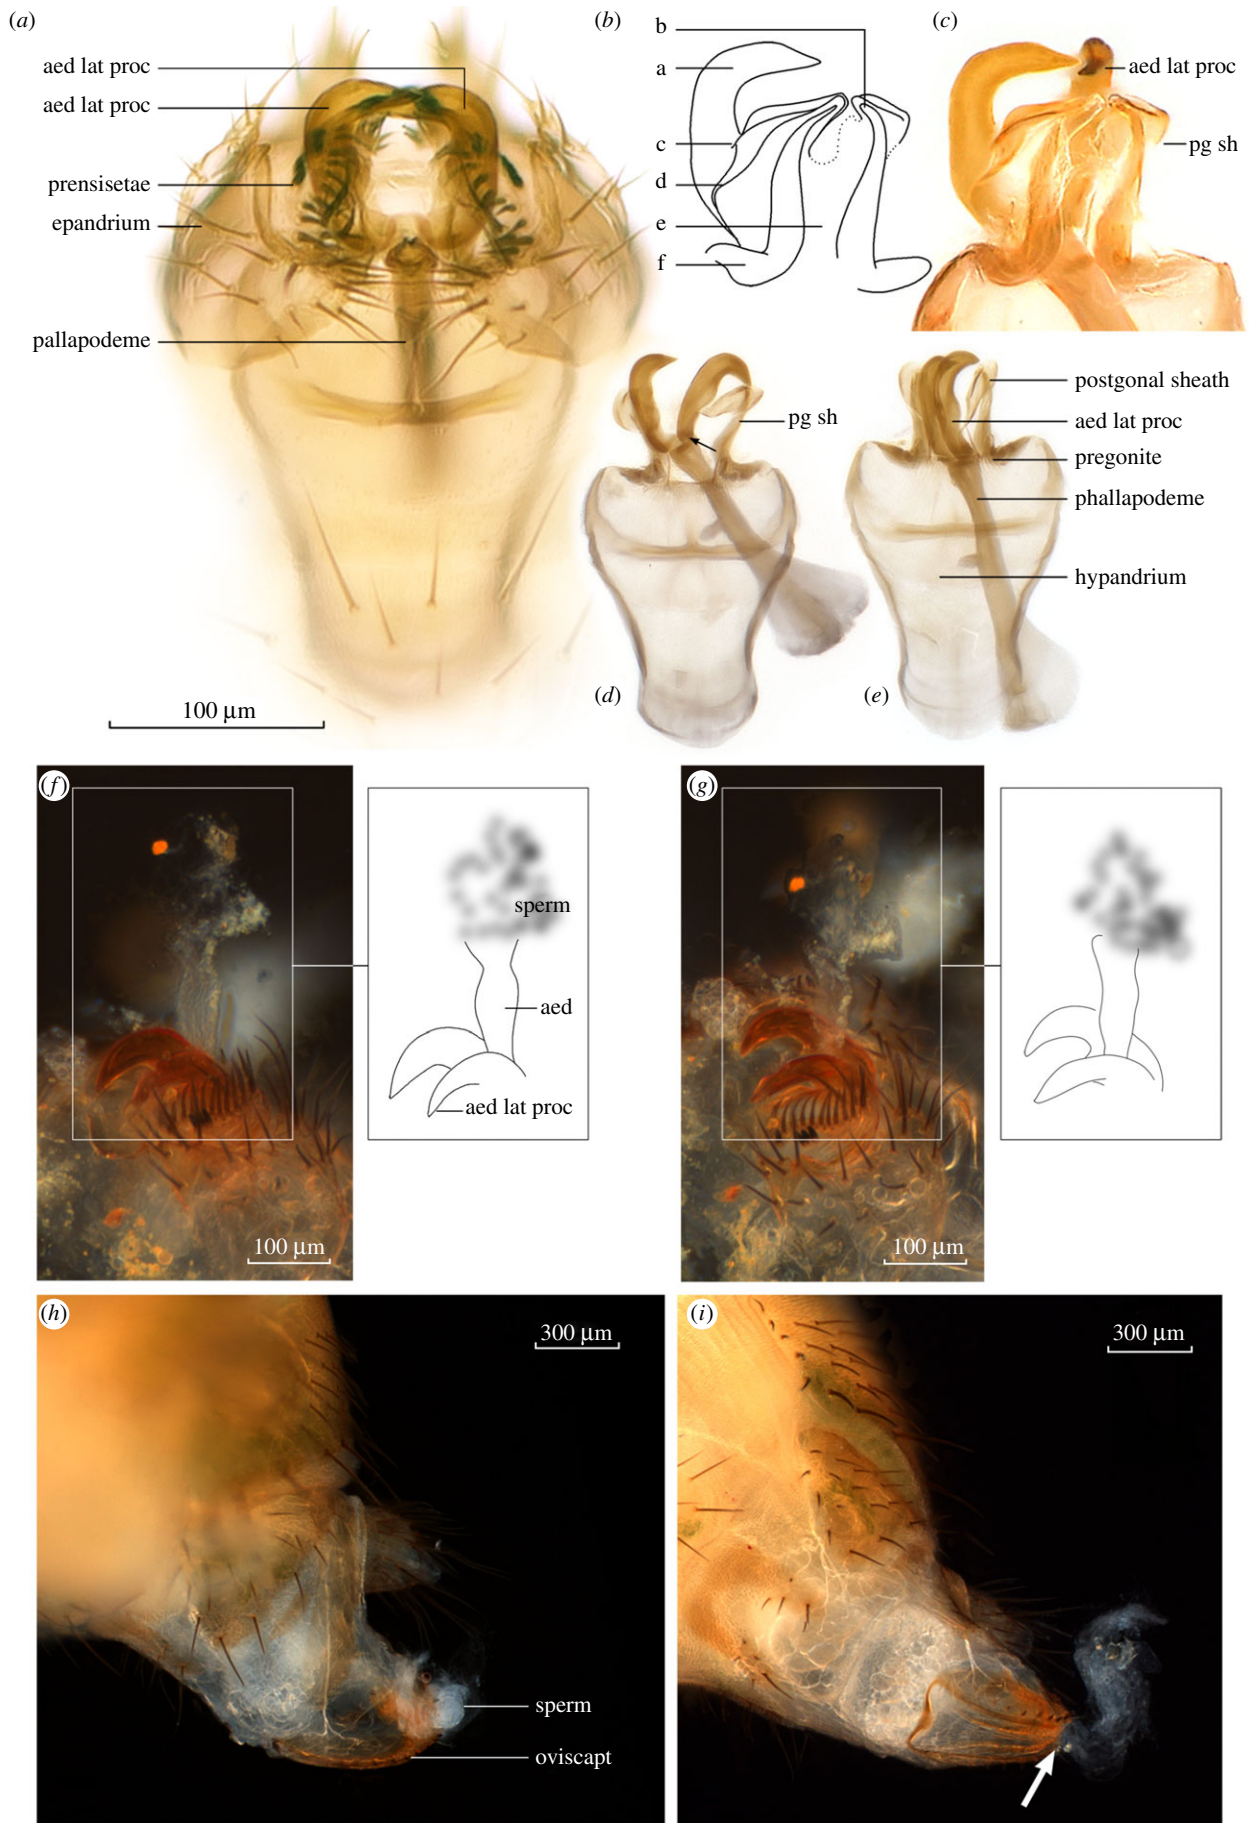 (a)
aed lat proc
aed lat proc
prensisetae
epandrium
pallapodeme
100 µm
(b)
b
a
c
d
e
f
(c)
aed lat proc
pg sh
pg sh
(d)
postgonal sheath
aed lat proc
pregonite
phallapodeme
hypandrium
(e)
(f)
100 µm
sperm
aed
aed lat proc
(g)
100 µm
(h)
300 µm
sperm
oviscapt
(i)
300 µm